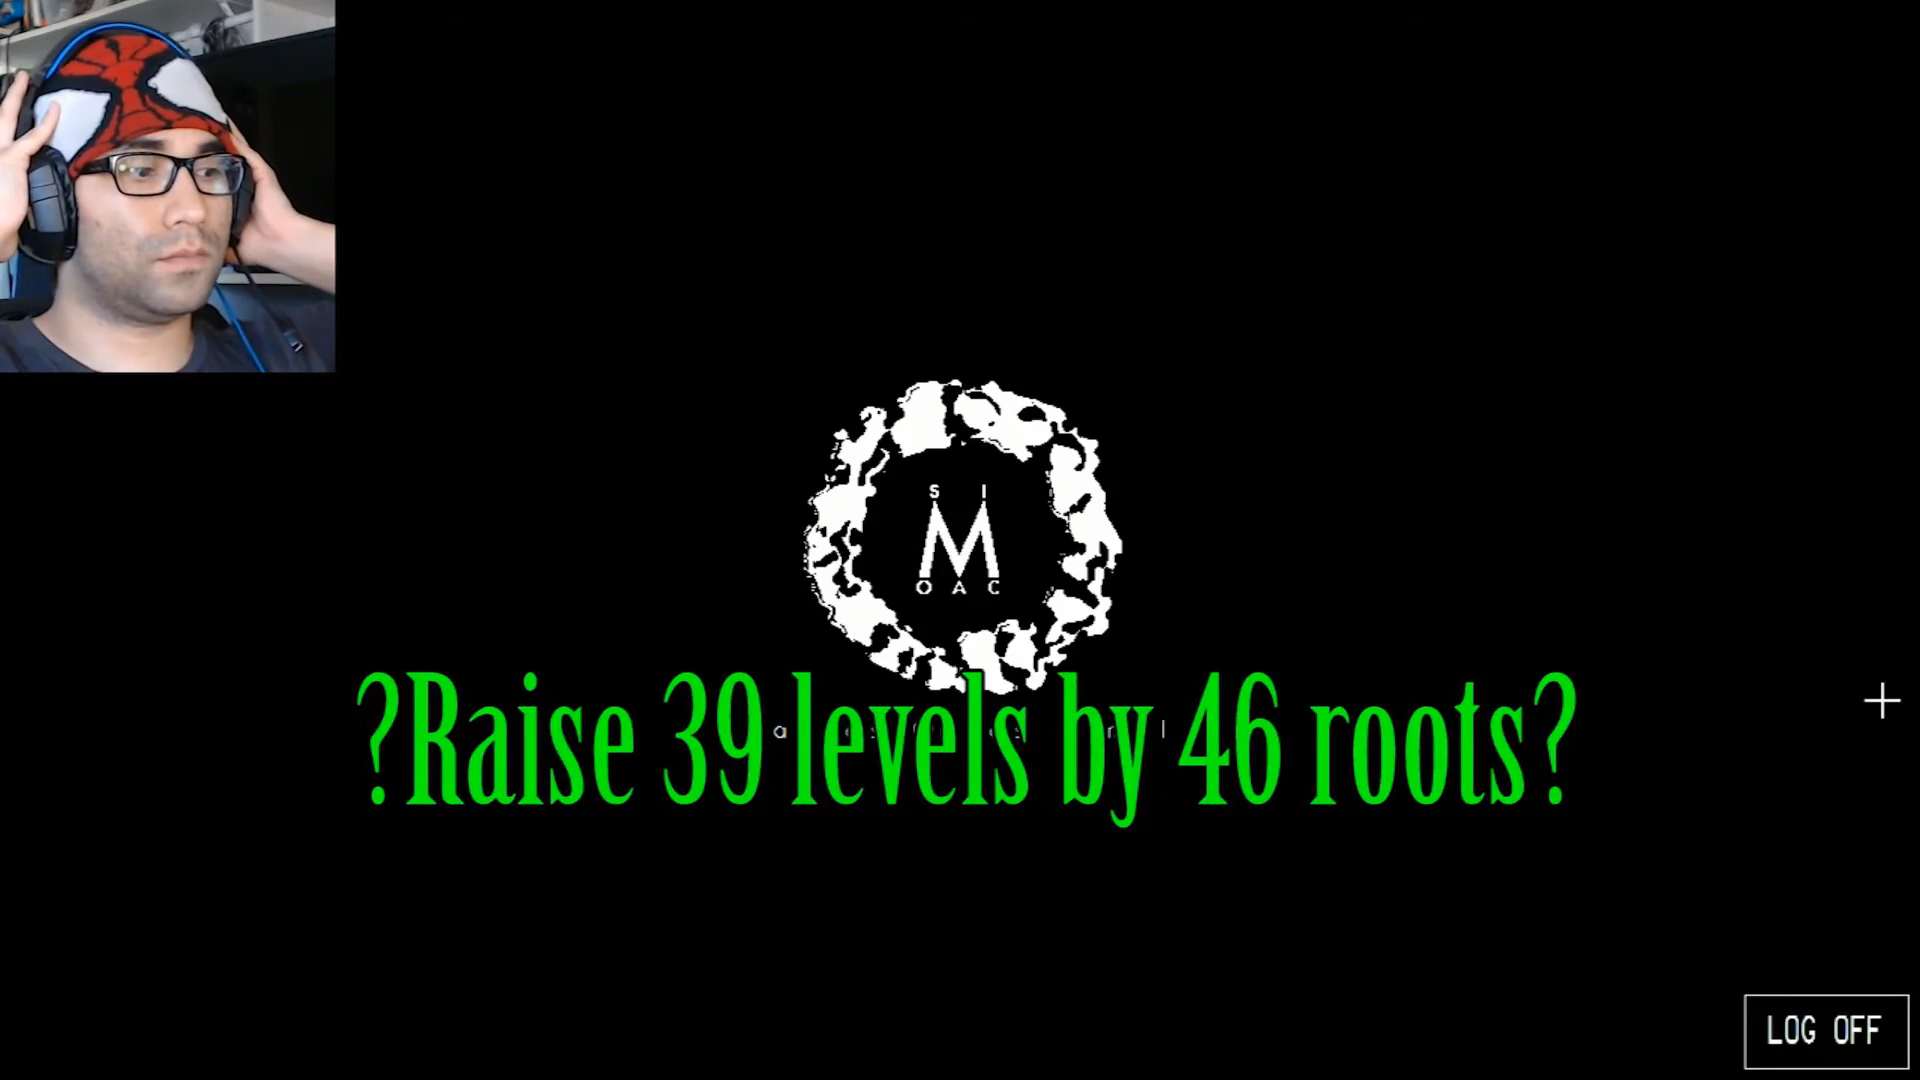 S I
M
O A C
?Raise 39 levels by 46 roots?
LOG OFF